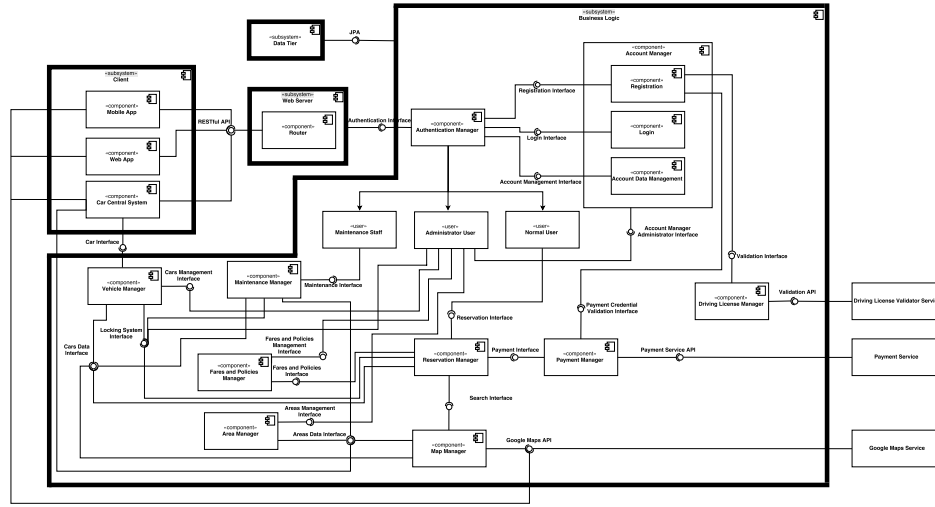 «subsystem»
Business Logic
«subsystem»
Data Tier
JPA
«component»
Account Manager
«subsystem»
Client
«component»
Registration
Registration Interface
«component»
Mobile App
«subsystem»
Web Server
RESTful API
«component»
Router
Authentication Interface
«component»
Authentication Manager
«component»
Login
Login Interface
«component»
Web App
«component»
Account Data Management
Account Management Interface
«component»
Car Central System
«user»
Maintenance Staff
«user»
Administrator User
«user»
Normal User
Account Manager
Administrator Interface
Car Interface
Validation Interface
«component»
Vehicle Manager
Cars Management
Interface
«component»
Maintenance Manager
Maintenance Interface
«component»
Driving License Manager
Validation API
Driving License Validator Servi
Payment Credential
Validation Interface
Reservation Interface
Locking System
Interface
Cars Data
Interface
Fares and Policies
Management
Interface
«component»
Fares and Policies
Manager
Fares and Policies
Interface
«component»
Reservation Manager
Payment Interface
«component»
Payment Manager
Payment Service API
Payment Service
Search Interface
Areas Management
Interface
«component»
Area Manager
Areas Data Interface
«component»
Map Manager
Google Maps API
Google Maps Service